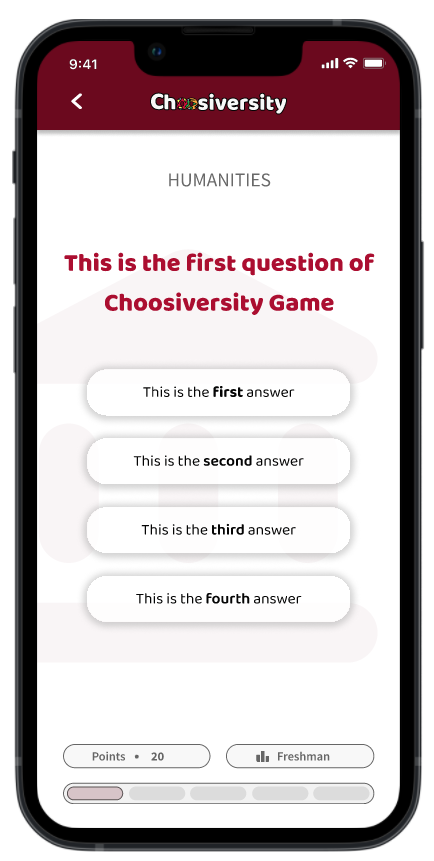 9:41
Choosiversity
HUMANITIES
This is the first question of
Choosiversity Game
This is the first answer
This is the second answer
This is the third answer
This is the fourth answer
Points • 20
Freshman